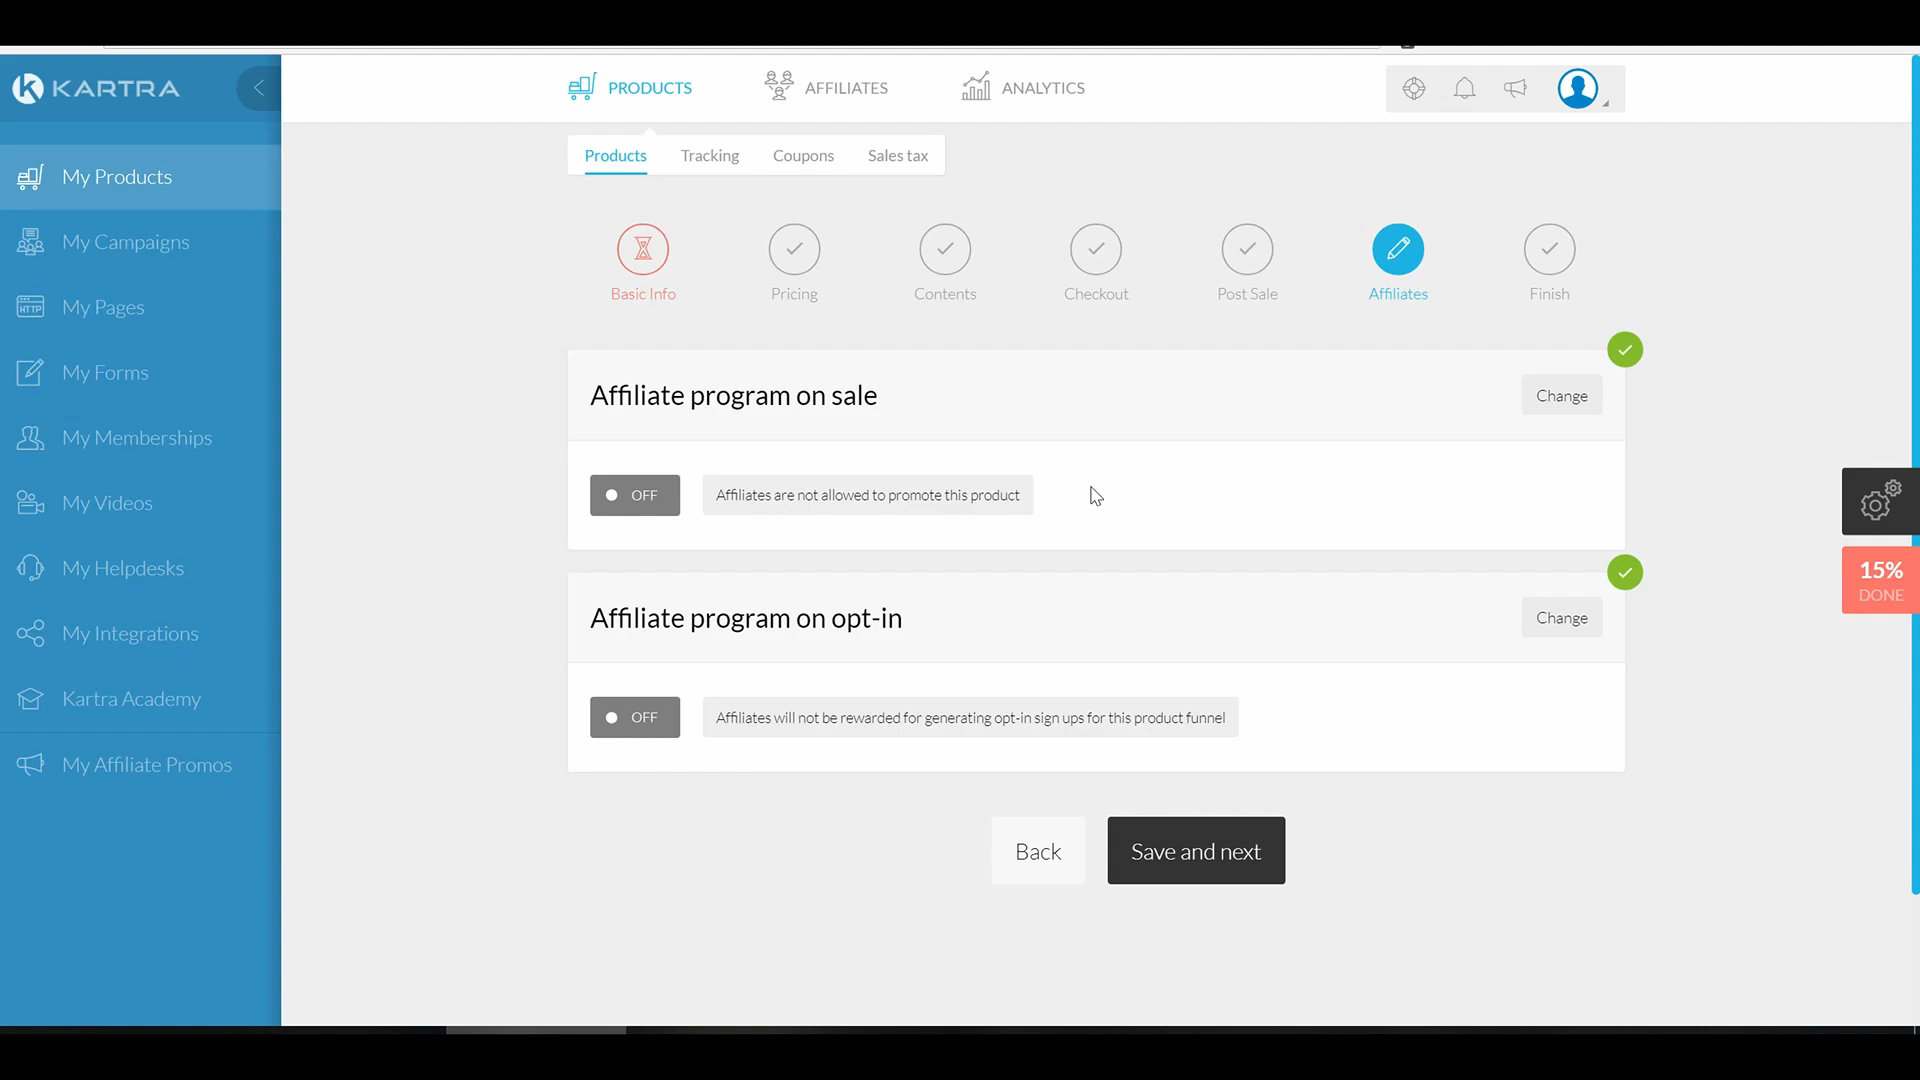 KARTRA
PRODUCTS
AFFILIATES
ANALYTICS
Products
Tracking
Coupons
Sales tax
My Products
My Campaigns
HTTP
My Pages
My Forms
My Memberships
My Videos
My Helpdesks
My Integrations
Kartra Academy
My Affiliate Promos
Basic Info
Pricing
Contents
Checkout
Post Sale
Affiliates
Finish
Affiliate program on sale
Change
OFF
Affiliates are not allowed to promote this product
Affiliate program on opt-in
Change
OFF
Affiliates will not be rewarded for generating opt-in sign ups for this product funnel
Back
Save and next
15%
DONE